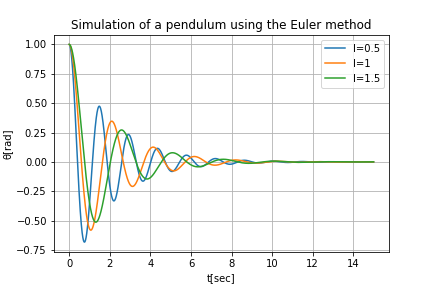 Simulation of a pendulum using the Euler method
θ[rad]
1.00
0.75
0.50
0.25
0.00
−0.25
−0.50
−0.75
l=0.5
l=1
l=1.5
0 2 4 6 8 10 12 14
t[sec]